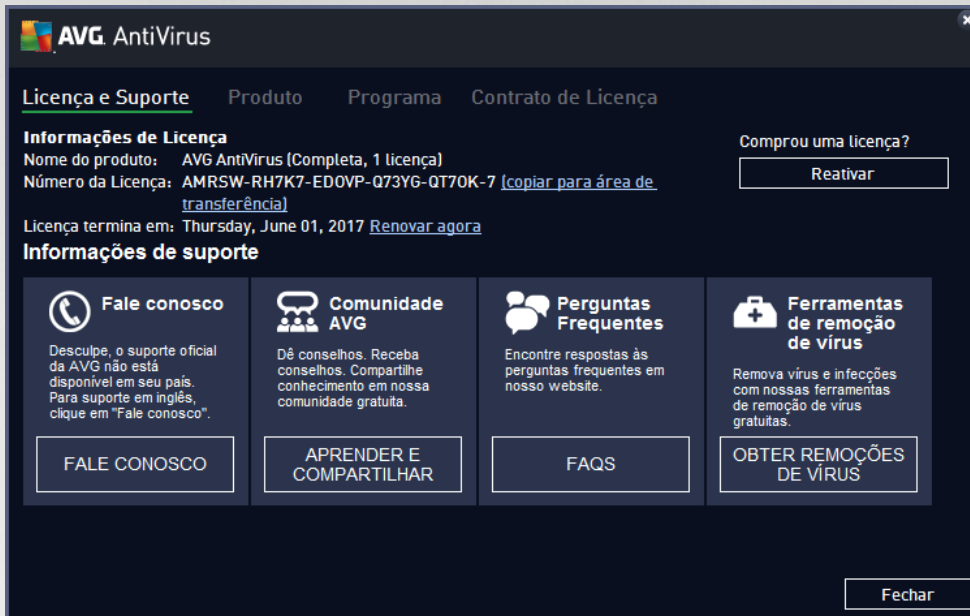 AVG AntiVirus
Licença e Suporte Produto Programa Contrato de Licença
Informações de Licença
Nome do produto: AVG AntiVirus (Completa, 1 licença)
Número da Licença: AMRSW-RH7K7-EDOVP-Q73YG-QT7OK-7 (copiar para área de
transferência)
Licença termina em: Thursday, June 01, 2017 Renovar agora
Comprou uma licença?
Reativar
Informações de suporte
Fale conosco
Desculpe, o suporte oficial
da AVG não está
disponível em seu país.
Para suporte em inglês,
clique em "Fale conosco".
FALE CONOSCO
Comunidade
AVG
Dê conselhos. Receba
conselhos. Compartilhe
conhecimento em nossa
comunidade gratuita.
APRENDER E
COMPARTILHAR
Perguntas
Frequentes
Encontre respostas às
perguntas frequentes em
nosso website.
FAQS
Ferramentas
de remoção
de vírus
Remova vírus e infecções
com nossas ferramentas
de remoção de vírus
gratuitas.
OBTER REMOÇÕES
DE VÍRUS
Fechar